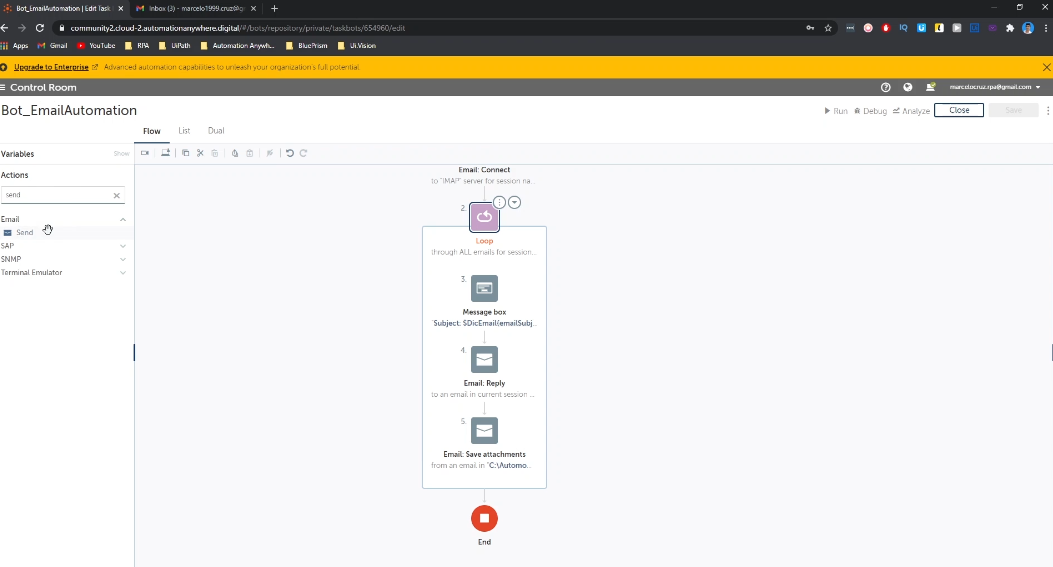 Bot_EmailAutomation | Edit Task
Inbox (3) - marcelo1999.cruz@g
community2.cloud-2.automationanywhere.digital/#/bots/repository/private/taskbots/654960/edit
Apps
Gmail
YouTube
RPA
UiPath
Automation Anywh...
BluePrism
Ui.Vision
Upgrade to Enterprise
Advanced automation capabilities to unleash your organization's full potential.
Control Room
marcelocruz.rpa@gmail.com
Bot_EmailAutomation
Run
Debug
Analyze
Close
Save
Flow
List
Dual
Variables
Show
Actions
send
Email
Send
SAP
SNMP
Terminal Emulator
Email: Connect
to "IMAP" server for session na...
2.
Loop
through ALL emails for session...
3.
Message box
"Subject: $DicEmail{emailSubj...
4.
Email: Reply
to an email in current session ...
5.
Email: Save attachments
from an email in "C:\Automo...
End